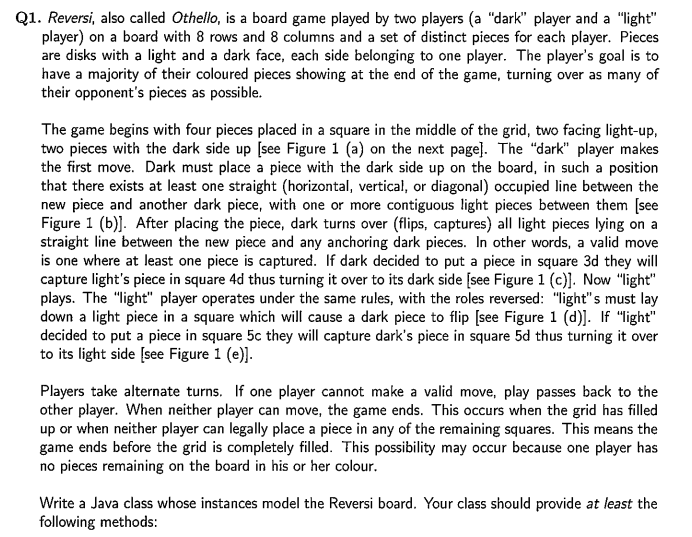 Q1. Reversi, also called Othello, is a board game played by two players (a "dark" player and a "light"
player) on a board with 8 rows and 8 columns and a set of distinct pieces for each player. Pieces
are disks with a light and a dark face, each side belonging to one player. The player's goal is to
have a majority of their coloured pieces showing at the end of the game, turning over as many of
their opponent's pieces as possible.
The game begins with four pieces placed in a square in the middle of the grid, two facing light-up,
two pieces with the dark side up [see Figure 1 (a) on the next page]. The "dark" player makes
the first move. Dark must place a piece with the dark side up on the board, in such a position
that there exists at least one straight (horizontal, vertical, or diagonal) occupied line between the
new piece and another dark piece, with one or more contiguous light pieces between them [see
Figure 1 (b)]. After placing the piece, dark turns over (flips, captures) all light pieces lying on a
straight line between the new piece and any anchoring dark pieces. In other words, a valid move
is one where at least one piece is captured. If dark decided to put a piece in square 3d they will
capture light's piece in square 4d thus turning it over to its dark side [see Figure 1 (c)]. Now "light"
plays. The "light" player operates under the same rules, with the roles reversed: "light"s must lay
down a light piece in a square which will cause a dark piece to flip [see Figure 1 (d)]. If "light"
decided to put a piece in square 5c they will capture dark's piece in square 5d thus turning it over
to its light side [see Figure 1 (e)].
Players take alternate turns. If one player cannot make a valid move, play passes back to the
other player. When neither player can move, the game ends. This occurs when the grid has filled
up or when neither player can legally place a piece in any of the remaining squares. This means the
game ends before the grid is completely filled. This possibility may occur because one player has
no pieces remaining on the board in his or her colour.
Write a Java class whose instances model the Reversi board. Your class should provide at least the
following methods: